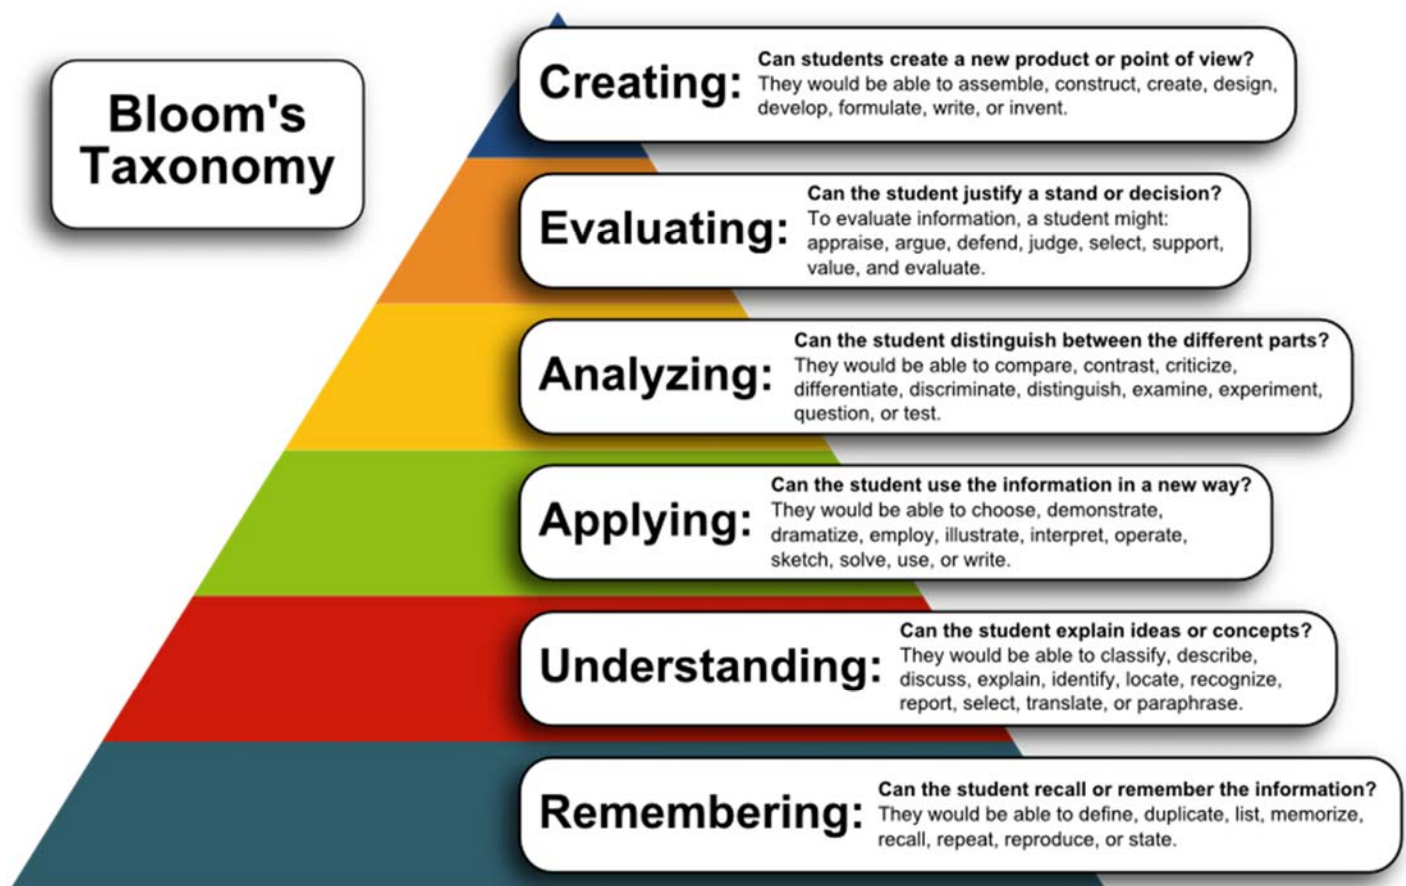 Bloom's
Taxonomy
Creating:
Can students create a new product or point of view?
They would be able to assemble, construct, create, design,
develop, formulate, write, or invent.
Evaluating:
Can the student justify a stand or decision?
To evaluate information, a student might:
appraise, argue, defend, judge, select, support,
value, and evaluate.
Analyzing:
Can the student distinguish between the different parts?
They would be able to compare, contrast, criticize,
differentiate, discriminate, distinguish, examine, experiment,
question, or test.
Applying:
Can the student use the information in a new way?
They would be able to choose, demonstrate,
dramatize, employ, illustrate, interpret, operate,
sketch, solve, use, or write.
Understanding:
Can the student explain ideas or concepts?
They would be able to classify, describe,
discuss, explain, identify, locate, recognize,
report, select, translate, or paraphrase.
Remembering:
Can the student recall or remember the information?
They would be able to define, duplicate, list, memorize,
recall, repeat, reproduce, or state.